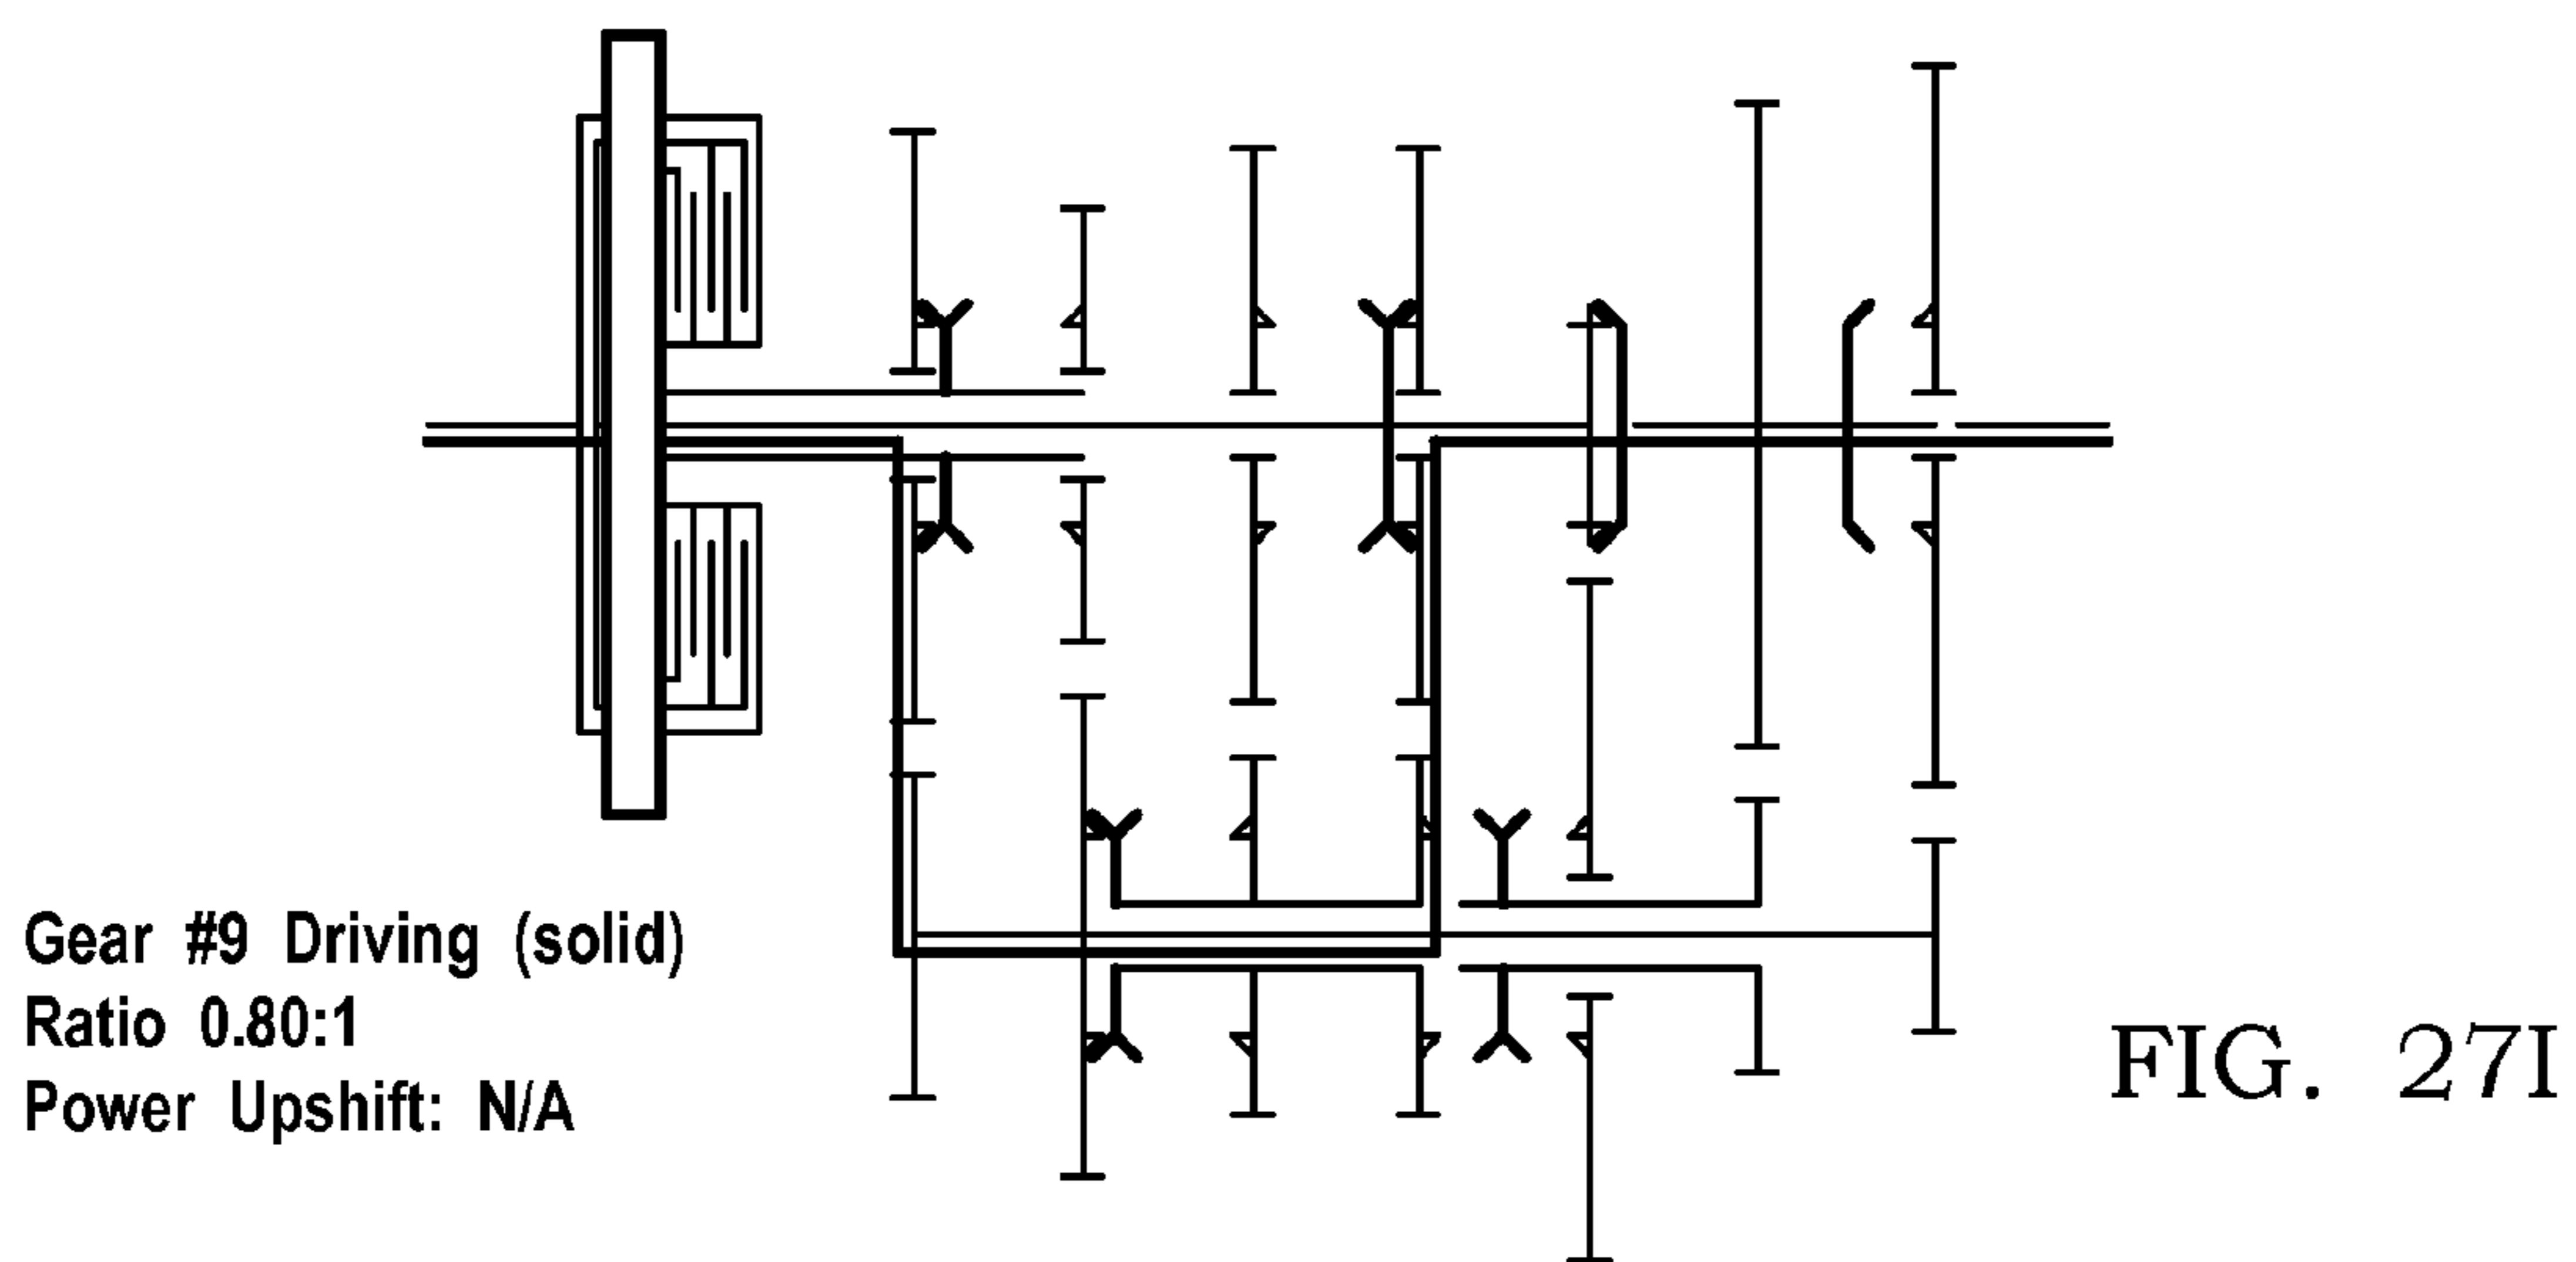 Gear #9 Driving (solid)
Ratio 0.80:1
Power Upshift: N/A
FIG. 27I